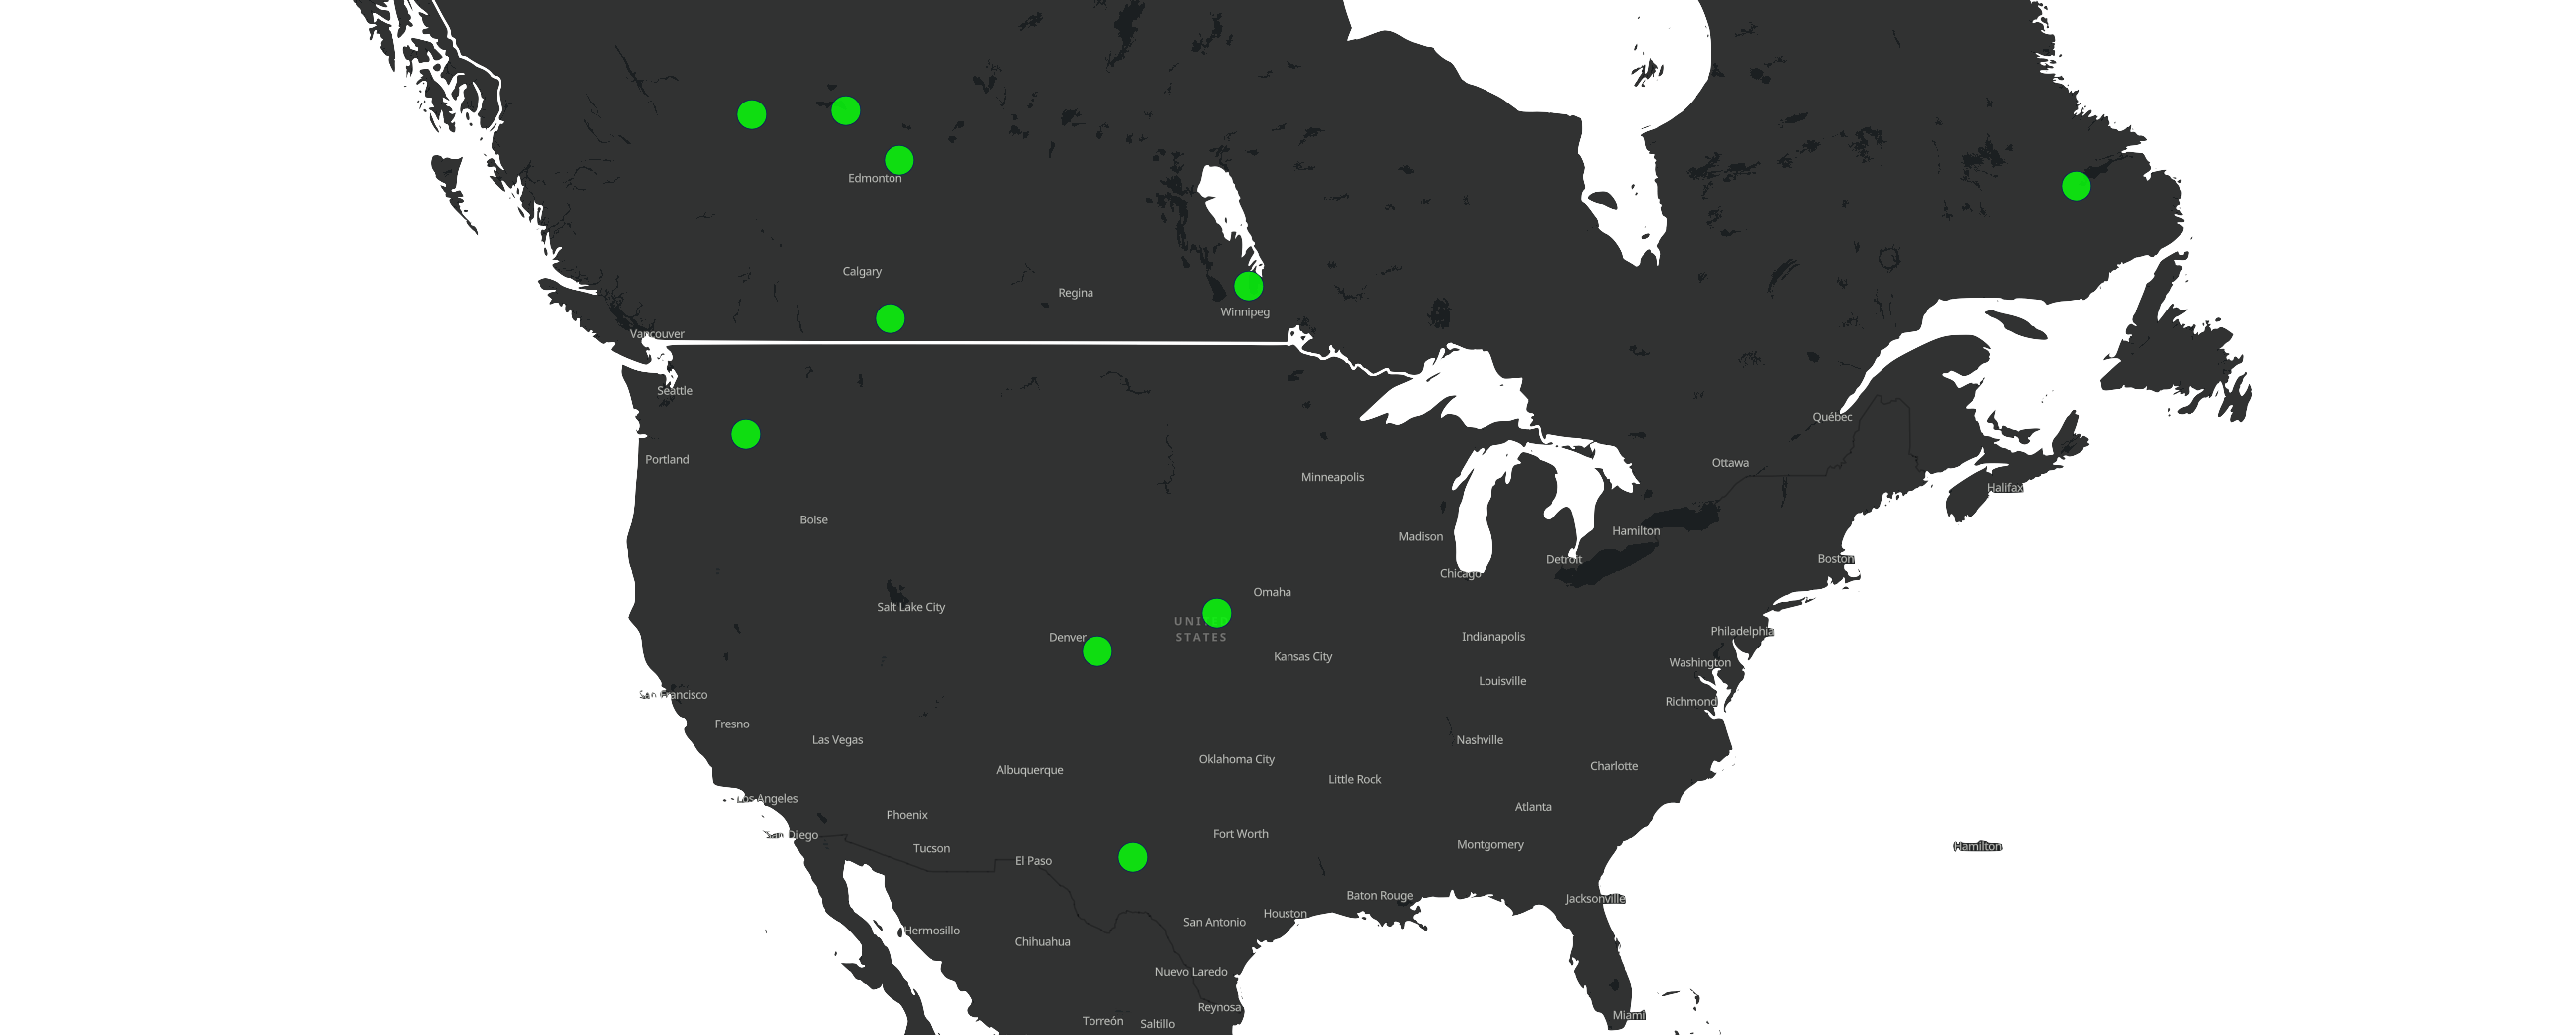 Edmonton
Calgary
Regina
Winnipeg
Vancouver
Seattle
Québec
Portland
Ottawa
Minneapolis
Halifax
Boise
Hamilton
Madison
Detroit
Boston
Chicago
Omaha
Salt Lake City
UNITED
STATES
Denver
Indianapolis
Philadelphia
Kansas City
Washington
Louisville
San Francisco
Richmond
Fresno
Las Vegas
Nashville
Oklahoma City
Charlotte
Albuquerque
Little Rock
Los Angeles
Atlanta
Phoenix
San Diego
Fort Worth
Montgomery
Hamilton
Tucson
El Paso
Baton Rouge
Jacksonville
Houston
San Antonio
Hermosillo
Chihuahua
Nuevo Laredo
Reynosa
Miami
Torreón
Saltillo